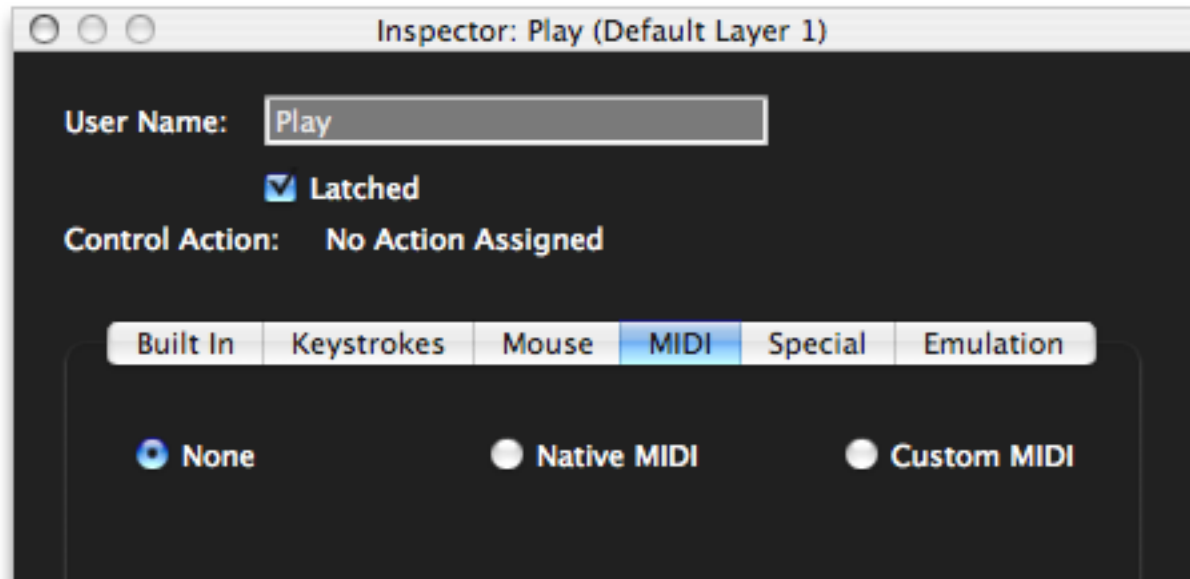 Inspector: Play (Default Layer 1)
User Name: Play
Latched
Control Action: No Action Assigned
Built In Keystrokes Mouse MIDI Special Emulation
None Native MIDI Custom MIDI